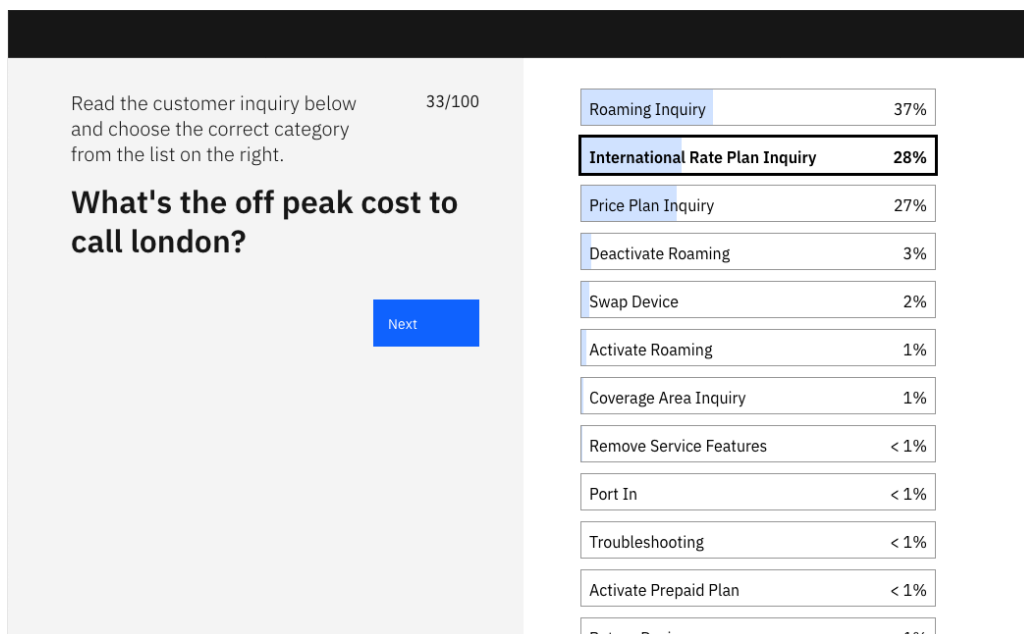 Read the customer inquiry below
and choose the correct category
from the list on the right.
33/100
What's the off peak cost to
call london?
Next
Roaming Inquiry 37%
International Rate Plan Inquiry 28%
Price Plan Inquiry 27%
Deactivate Roaming 3%
Swap Device 2%
Activate Roaming 1%
Coverage Area Inquiry 1%
Remove Service Features < 1%
Port In < 1%
Troubleshooting < 1%
Activate Prepaid Plan < 1%